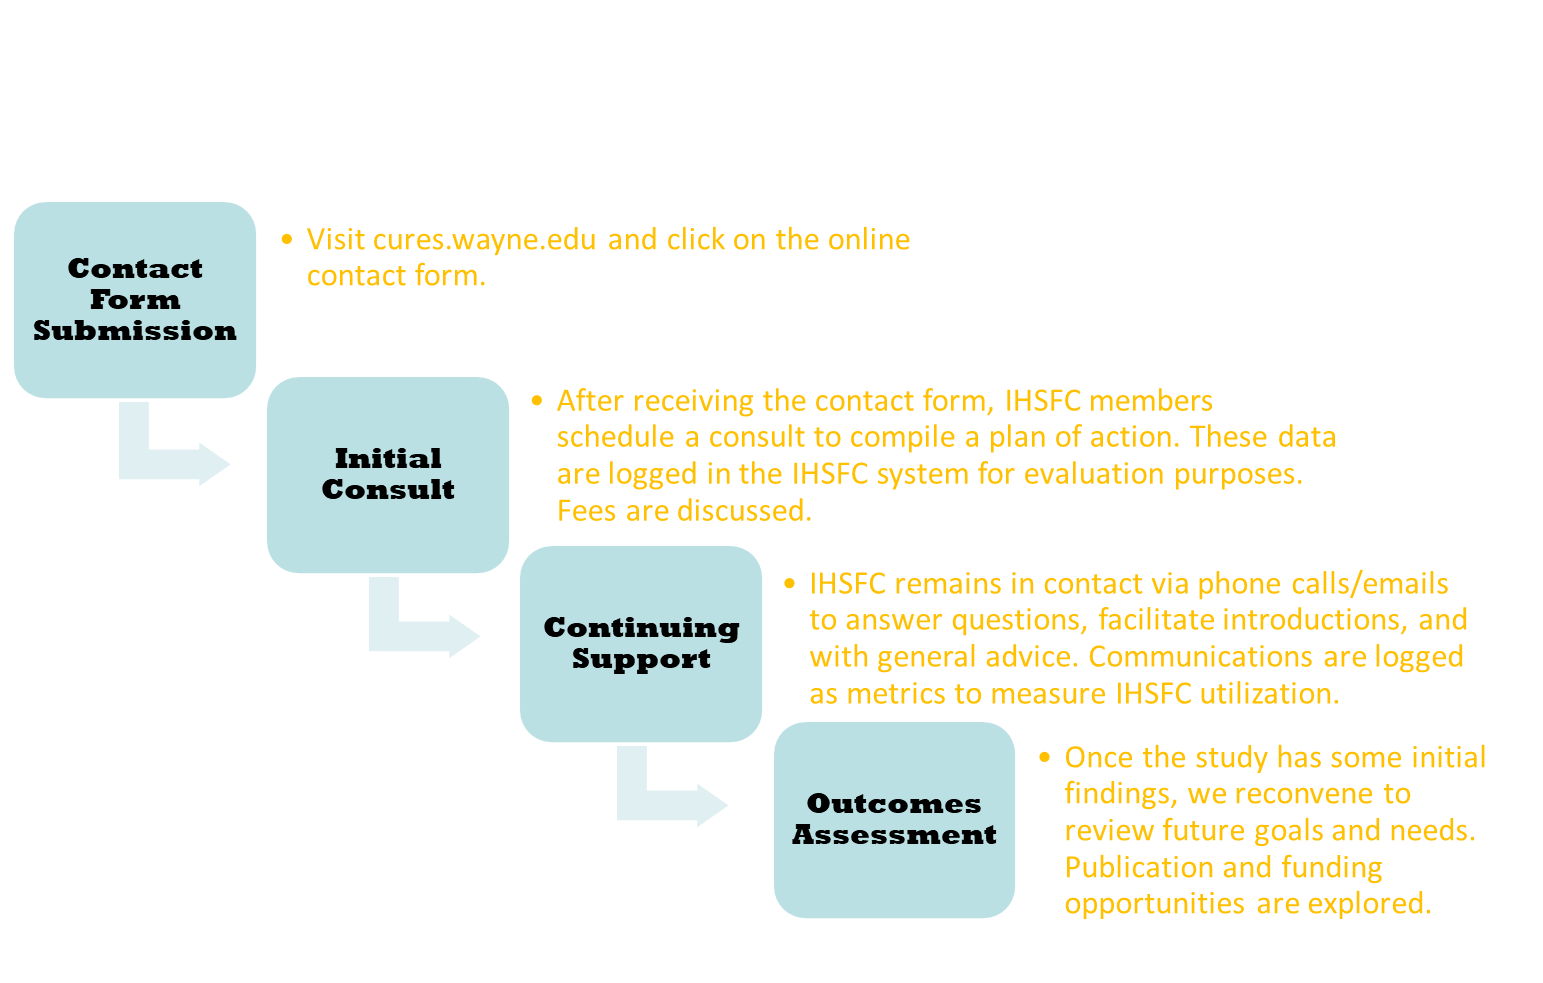 Contact
Form
Submission
• Visit cures.wayne.edu and click on the online
contact form.
Initial
Consult
• After receiving the contact form, IHSFC members
schedule a consult to compile a plan of action. These data
are logged in the IHSFC system for evaluation purposes.
Fees are discussed.
Continuing
Support
• IHSFC remains in contact via phone calls/emails
to answer questions, facilitate introductions, and
with general advice. Communications are logged
as metrics to measure IHSFC utilization.
Outcomes
Assessment
• Once the study has some initial
findings, we reconvene to
review future goals and needs.
Publication and funding
opportunities are explored.